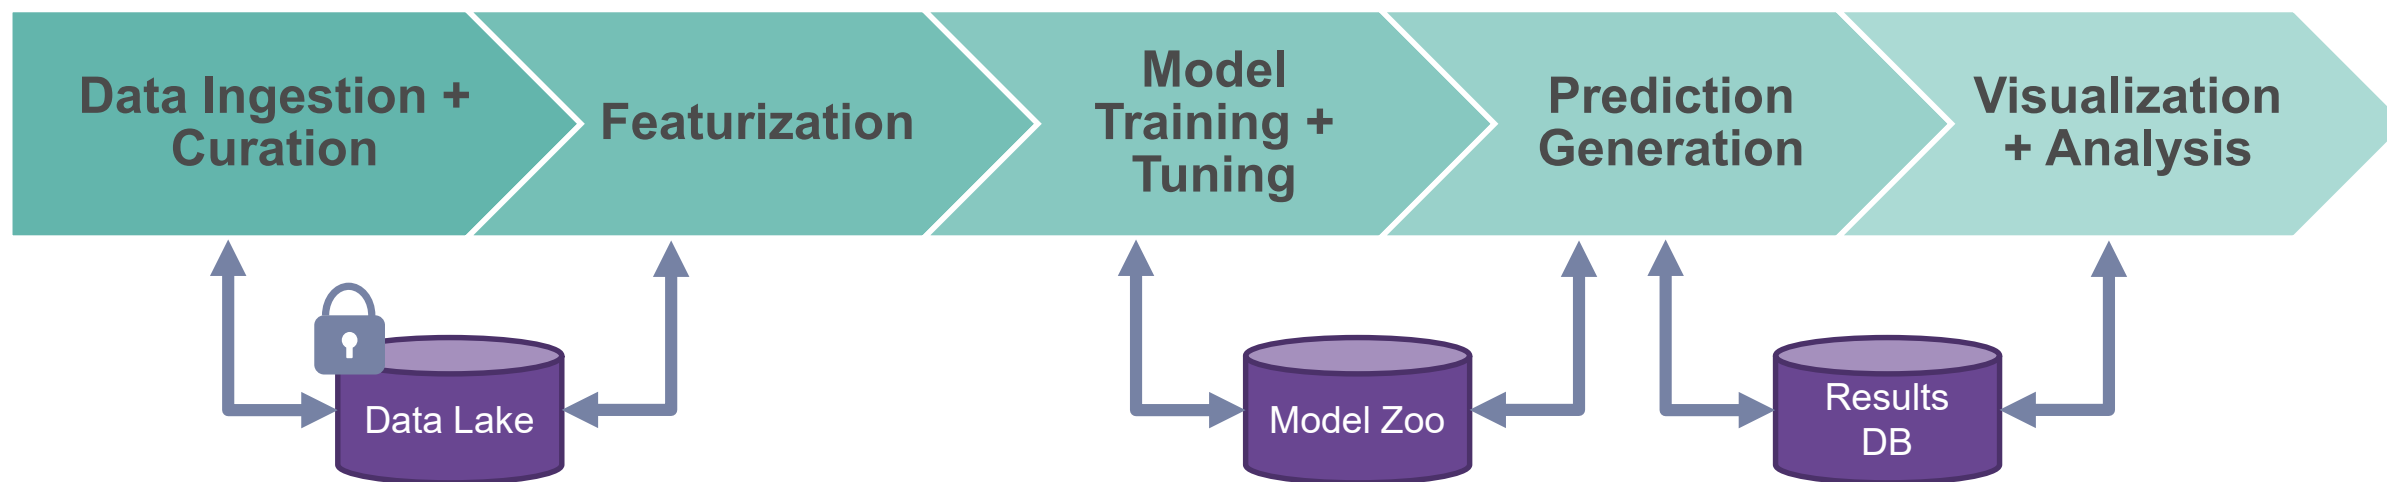 Data Ingestion +
Curation
Featurization
Model
Training +
Tuning
Prediction
Generation
Visualization
+ Analysis
Data Lake
Model Zoo
Results
DB